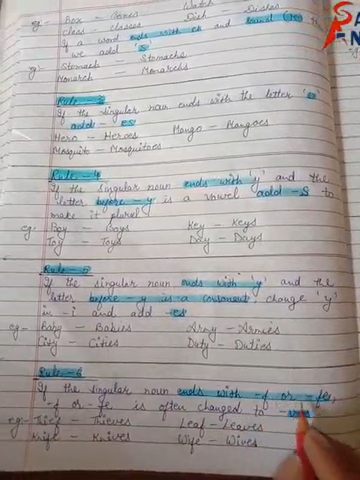 eg:- Box - Boxes Watch
Class - Classes Dish - Dishes
If a word ends with ch and sound (k)
we add 's'
eg:- Stomach - Stomachs
Monarch Monarchs
Rule - 3
If the singular noun ends with the letter 'o'
add - es
Hero - Heroes Mango - Mangoes
Mosquito - Mosquitoes
Rule - 4
If the singular noun ends with 'y' and the
letter before - y is a vowel add - s to
make it plural
eg:- Boy - Boys Key - Keys
Toy - Toys Day - Days
Rule - 5
If the singular noun ends with 'y' and the
letter before - y is a consonent change 'y'
in - i and add - es
eg:- Baby - Babies Army - Armies
City - Cities Duty - Duties
Rule - 6
If the singular noun ends with - f or - fe,
- f or - fe is often changed to
eg:- Thief - Thieves Leaf - Leaves
Knife - Knives Wife - Wives